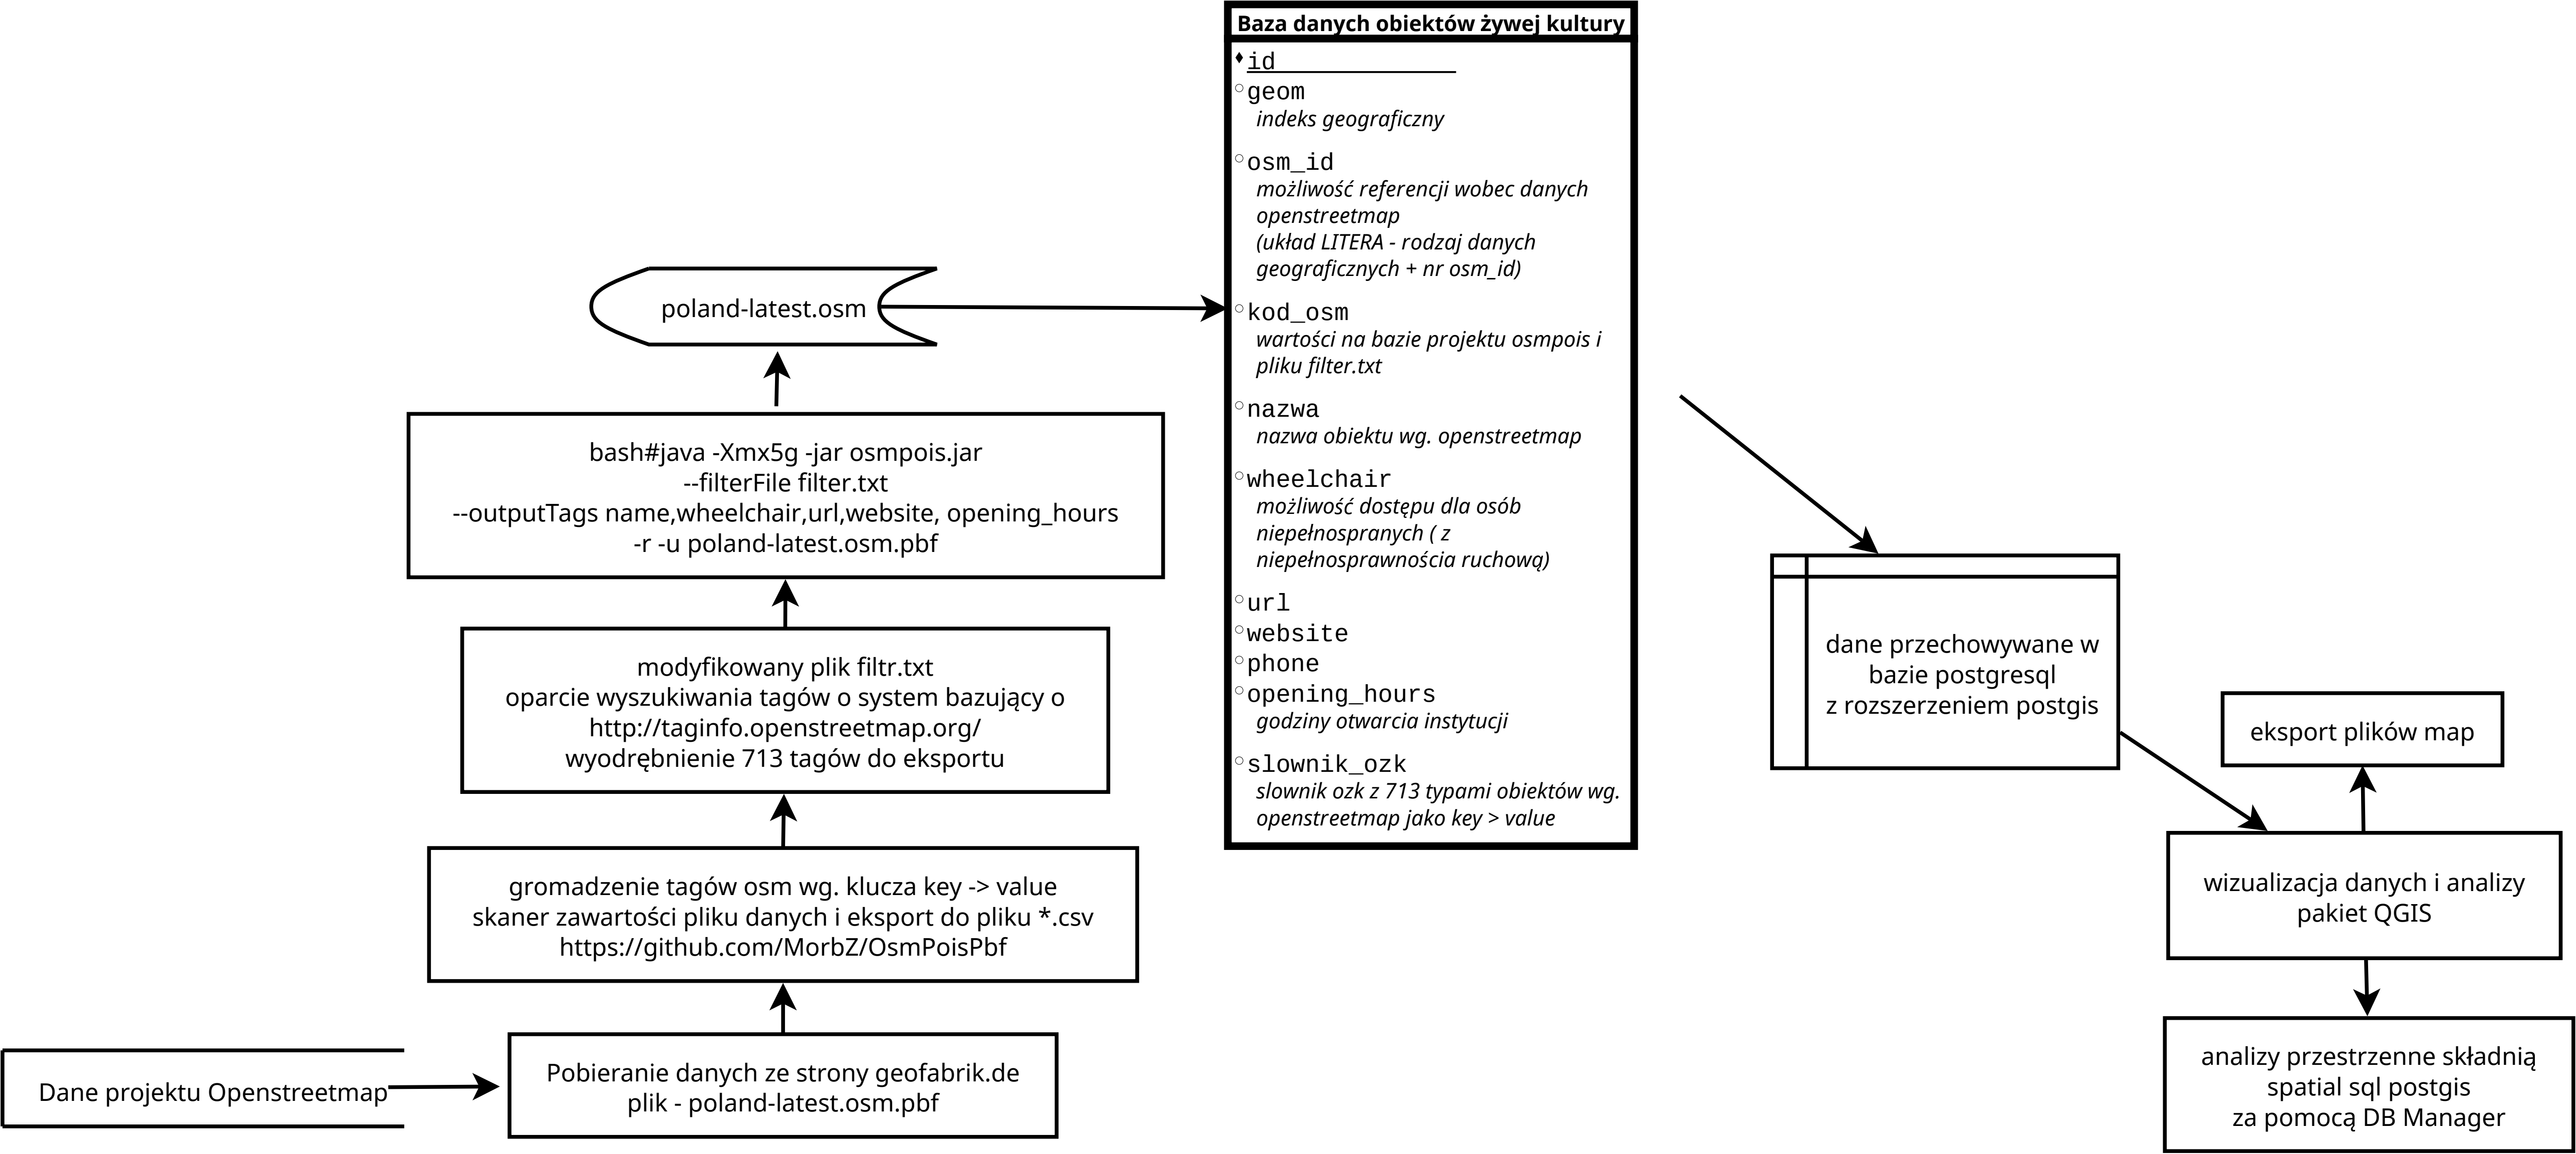 Baza danych obiektów żywej kultury
id
geom
indeks geograficzny
osm_id
możliwość referencji wobec danych
openstreetmap
(układ LITERA - rodzaj danych
geograficznych + nr osm_id)
kod_osm
wartości na bazie projektu osmpois i
pliku filter.txt
nazwa
nazwa obiektu wg. openstreetmap
wheelchair
możliwość dostępu dla osób
niepełnospranych ( z
niepełnosprawnościa ruchową)
url
website
phone
opening_hours
godziny otwarcia instytucji
slownik_ozk
slownik ozk z 713 typami obiektów wg.
openstreetmap jako key > value
poland-latest.osm
bash#java -Xmx5g -jar osmpois.jar
--filterFile filter.txt
--outputTags name,wheelchair,url,website, opening_hours
-r -u poland-latest.osm.pbf
modyfikowany plik filtr.txt
oparcie wyszukiwania tagów o system bazujący o
http://taginfo.openstreetmap.org/
wyodrębnienie 713 tagów do eksportu
gromadzenie tagów osm wg. klucza key -> value
skaner zawartości pliku danych i eksport do pliku *.csv
https://github.com/MorbZ/OsmPoisPbf
Pobieranie danych ze strony geofabrik.de
plik - poland-latest.osm.pbf
Dane projektu Openstreetmap
dane przechowywane w
bazie postgresql
z rozszerzeniem postgis
eksport plików map
wizualizacja danych i analizy
pakiet QGIS
analizy przestrzenne składnią
spatial sql postgis
za pomocą DB Manager